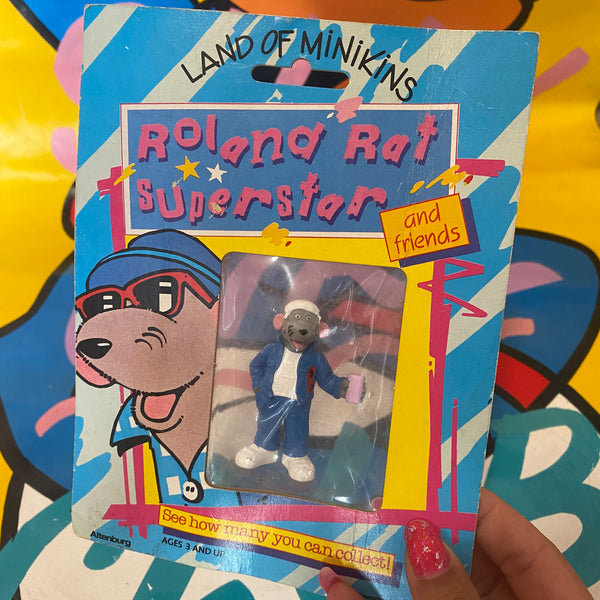 LAND OF MiNiKiNS
Roland Rat
Superstar
and
friends
See how many you can collect!
Altenburg
AGES 3 AND UP
R